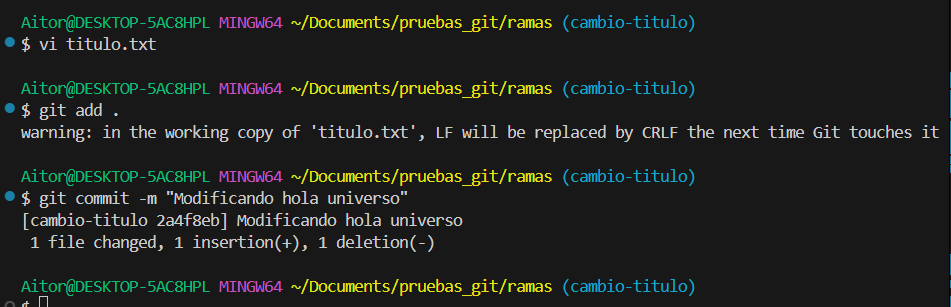 Aitor@DESKTOP-5AC8HPL MINGW64 ~/Documents/pruebas_git/ramas (cambio-titulo)
$ vi titulo.txt
Aitor@DESKTOP-5AC8HPL MINGW64 ~/Documents/pruebas_git/ramas (cambio-titulo)
$ git add .
warning: in the working copy of 'titulo.txt', LF will be replaced by CRLF the next time Git touches it
Aitor@DESKTOP-5AC8HPL MINGW64 ~/Documents/pruebas_git/ramas (cambio-titulo)
$ git commit -m "Modificando hola universo"
[cambio-titulo 2a4f8eb] Modificando hola universo
 1 file changed, 1 insertion(+), 1 deletion(-)
Aitor@DESKTOP-5AC8HPL MINGW64 ~/Documents/pruebas_git/ramas (cambio-titulo)
$